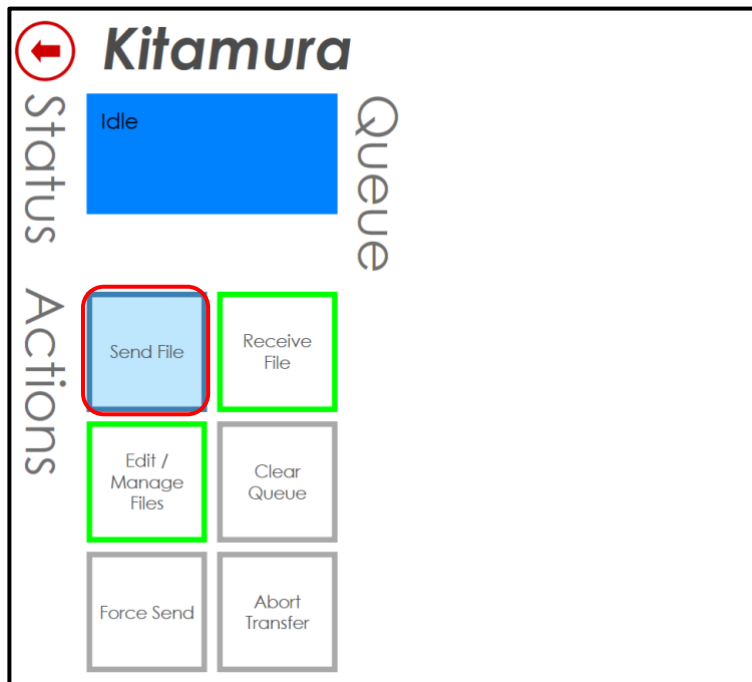 Kitamura
Status
Idle
Queue
Actions
Send File
Receive
File
Edit /
Manage
Files
Clear
Queue
Force Send
Abort
Transfer